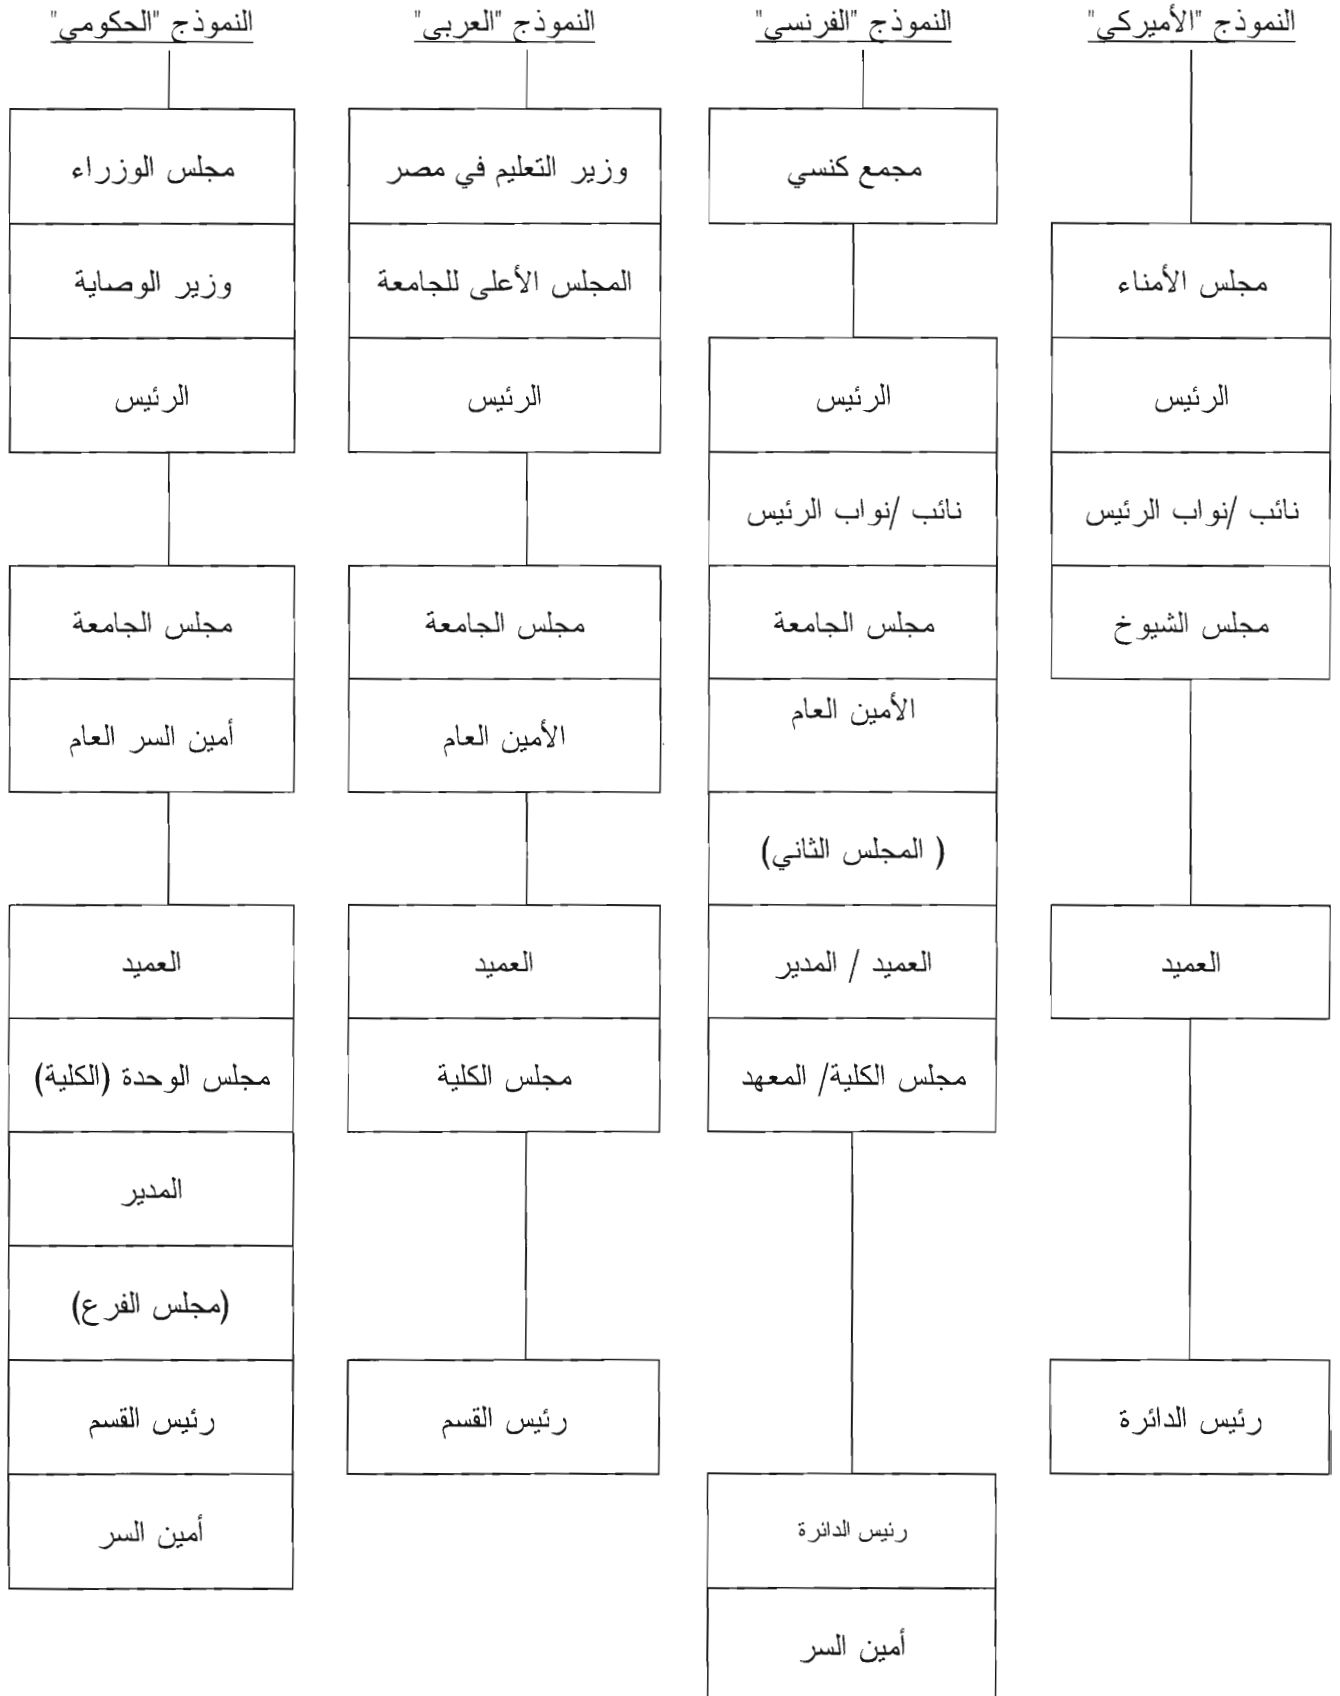 النموذج "الأميركي"
مجلس الأمناء
الرئيس
نائب /نواب الرئيس
مجلس الشيوخ
العميد
رئيس الدائرة
النموذج "الفرنسي"
مجمع كنسي
الرئيس
نائب /نواب الرئيس
مجلس الجامعة
الأمين العام
( المجلس الثاني)
العميد / المدير
مجلس الكلية/ المعهد
رئيس الدائرة
أمين السر
النموذج "العربي"
وزير التعليم في مصر
المجلس الأعلى للجامعة
الرئيس
مجلس الجامعة
الأمين العام
العميد
مجلس الكلية
رئيس القسم
النموذج "الحكومي"
مجلس الوزراء
وزير الوصاية
الرئيس
مجلس الجامعة
أمين السر العام
العميد
مجلس الوحدة (الكلية)
المدير
(مجلس الفرع)
رئيس القسم
أمين السر